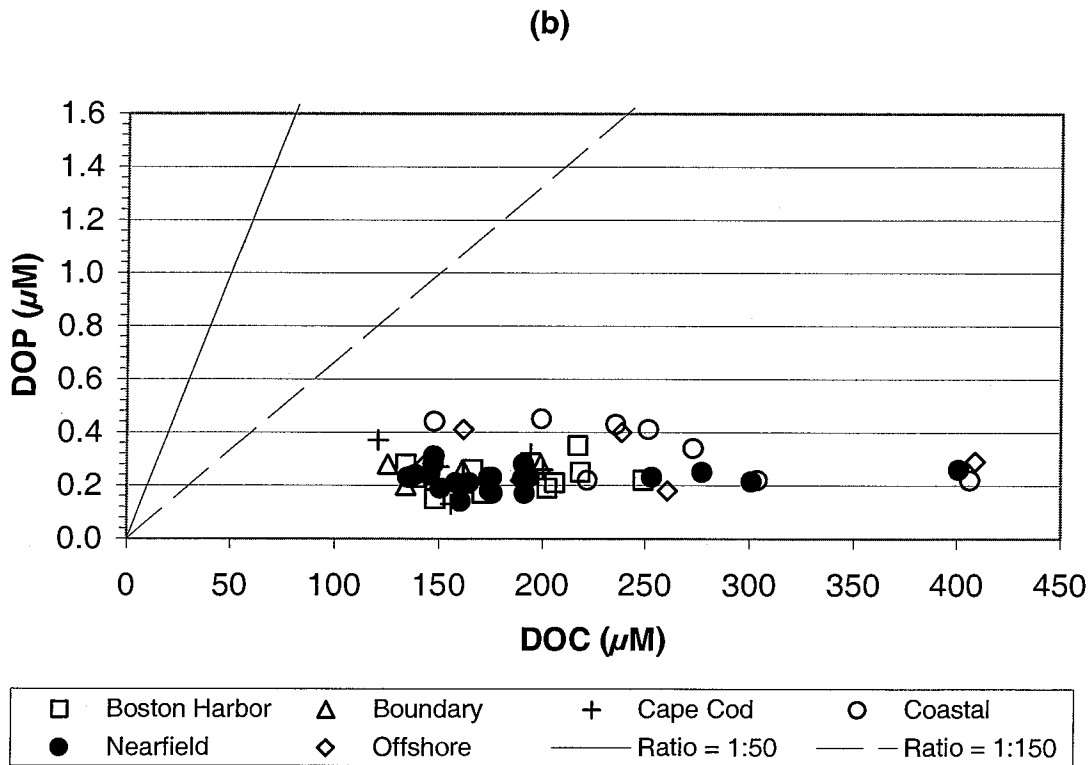 (b)
1.6
1.4
1.2
1.0
0.8
0.6
0.4
0.2
0.0
DOP (µM)
0 50 100 150 200 250 300 350 400 450
DOC (µM)
Boston Harbor Boundary Cape Cod Coastal
Nearfield Offshore Ratio = 1:50 Ratio = 1:150